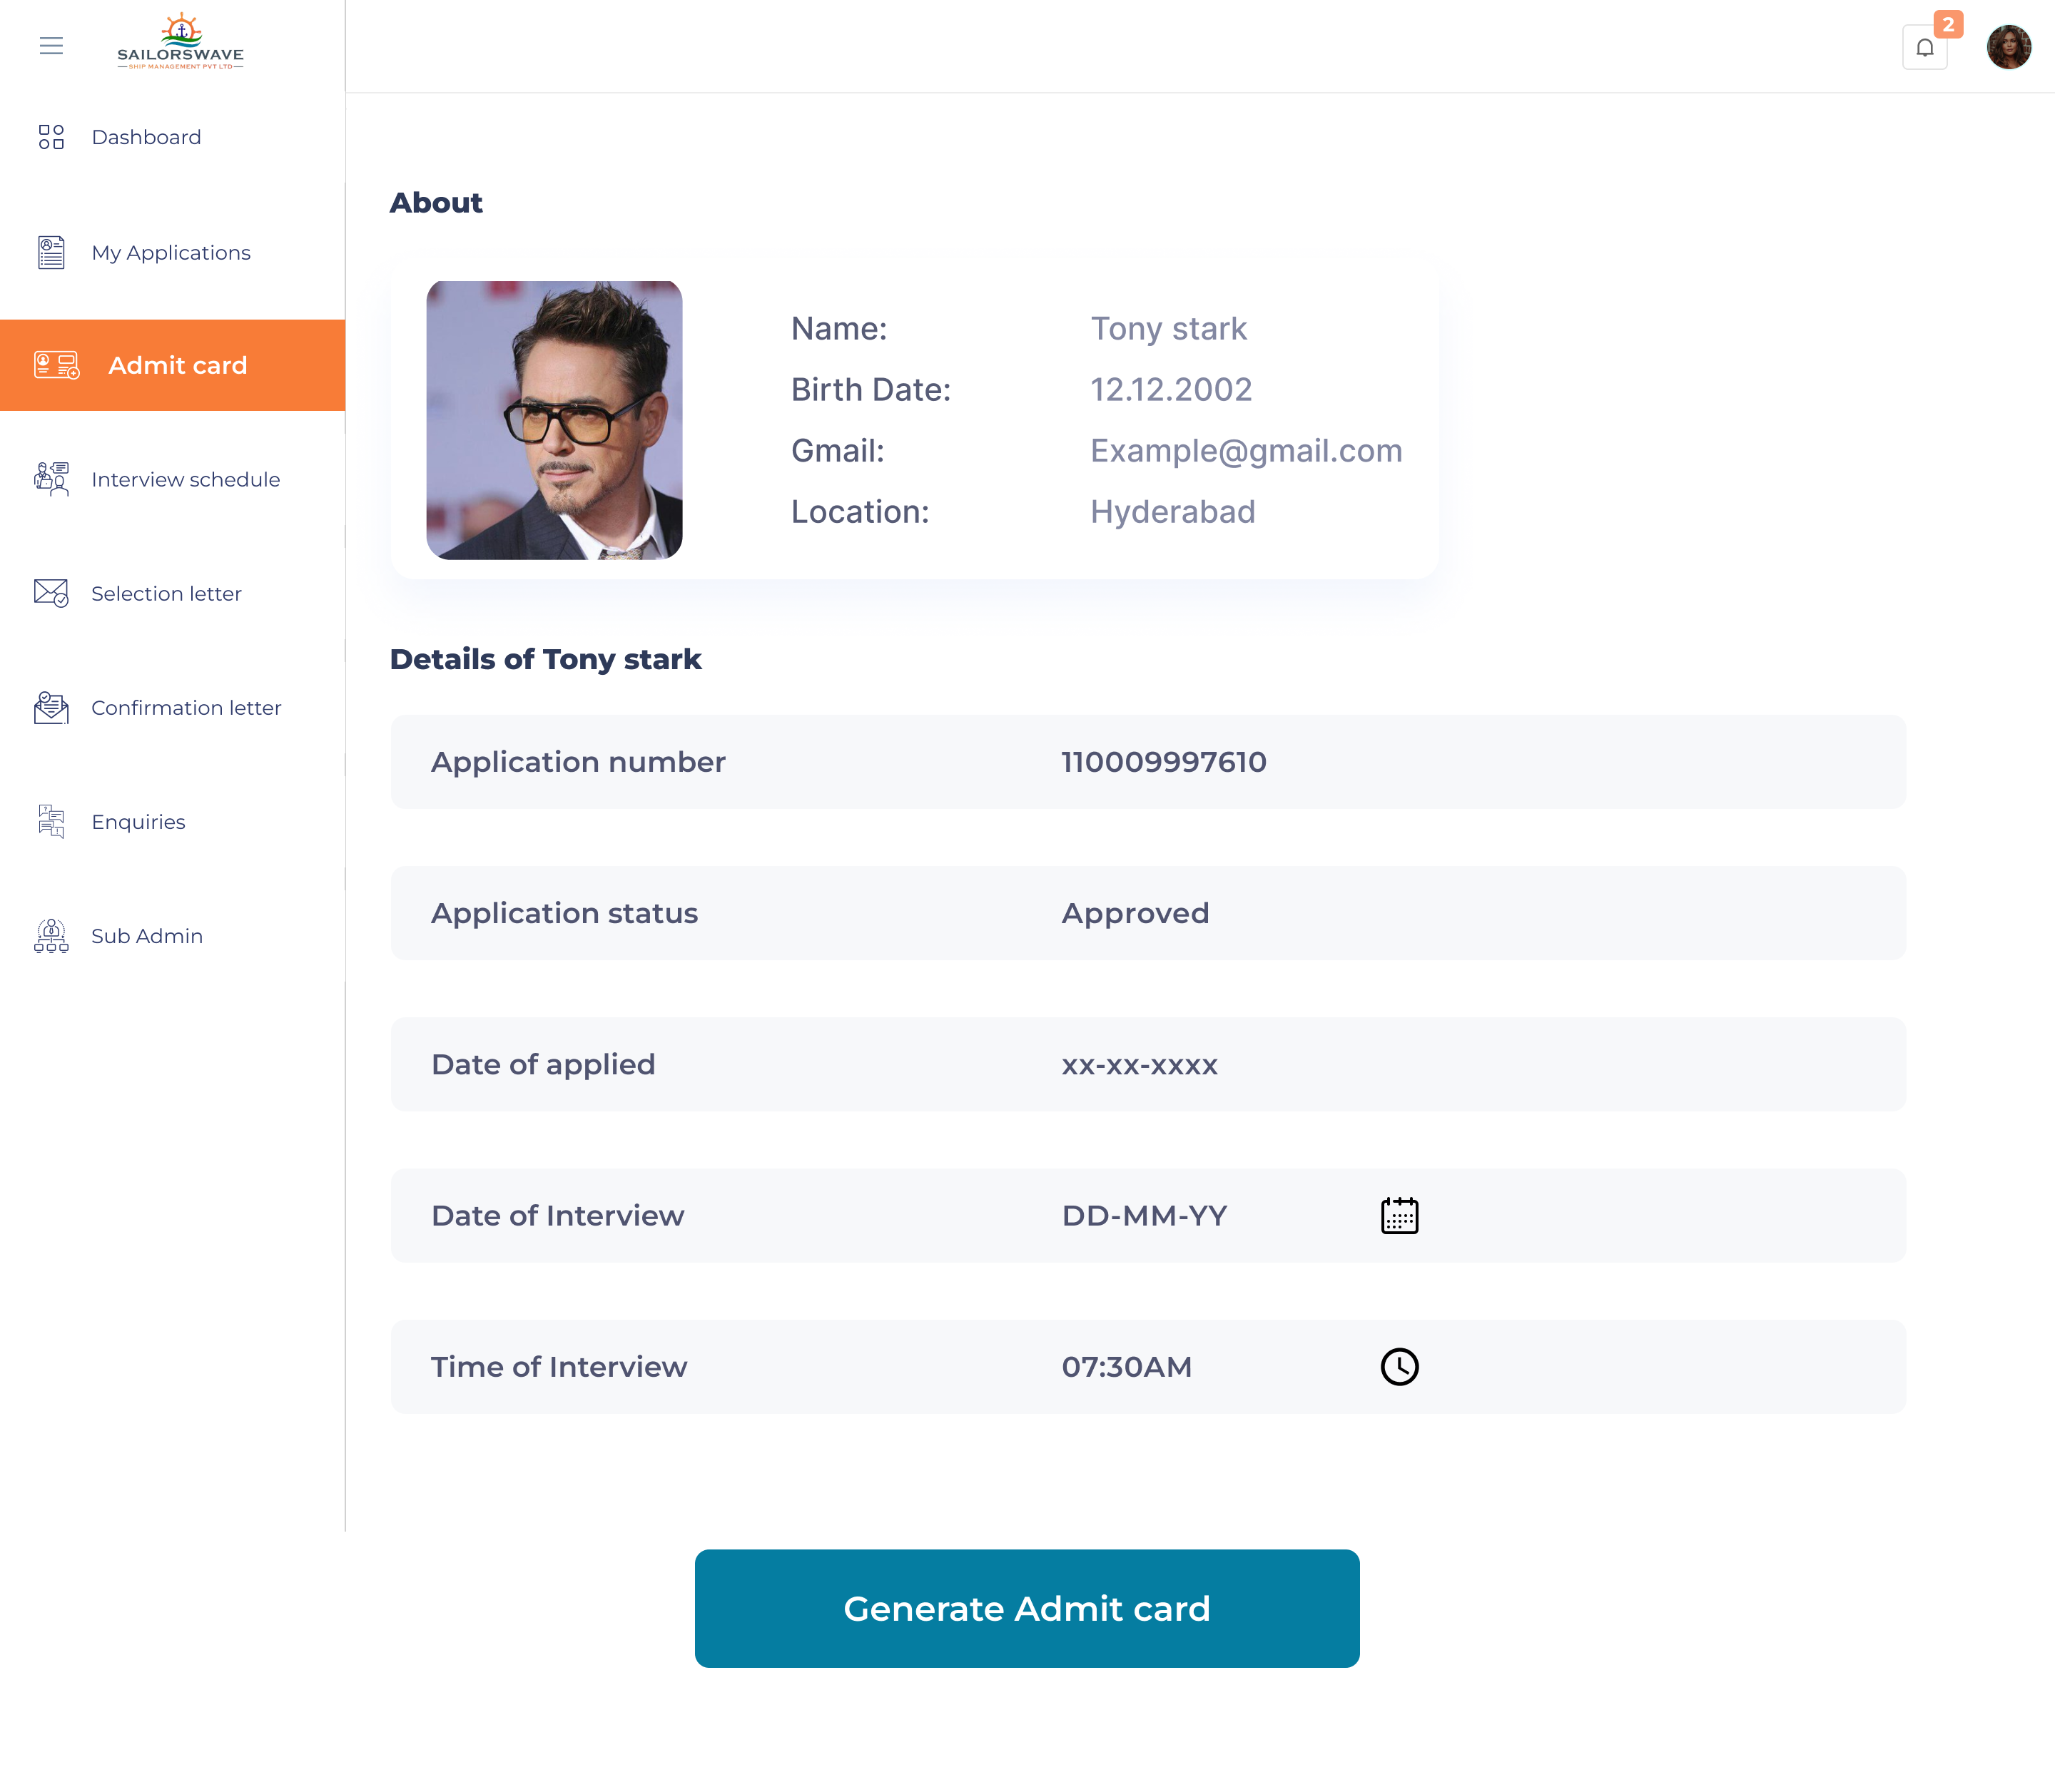 SAILORSWAVE
SHIP MANAGEMENT PVT LTD
2
Dashboard
My Applications
Admit card
Interview schedule
Selection letter
Confirmation letter
Enquiries
Sub Admin
About
Name: Tony stark
Birth Date: 12.12.2002
Gmail: Example@gmail.com
Location: Hyderabad
Details of Tony stark
Application number 110009997610
Application status Approved
Date of applied xx-xx-xxxx
Date of Interview DD-MM-YY
Time of Interview 07:30AM
Generate Admit card